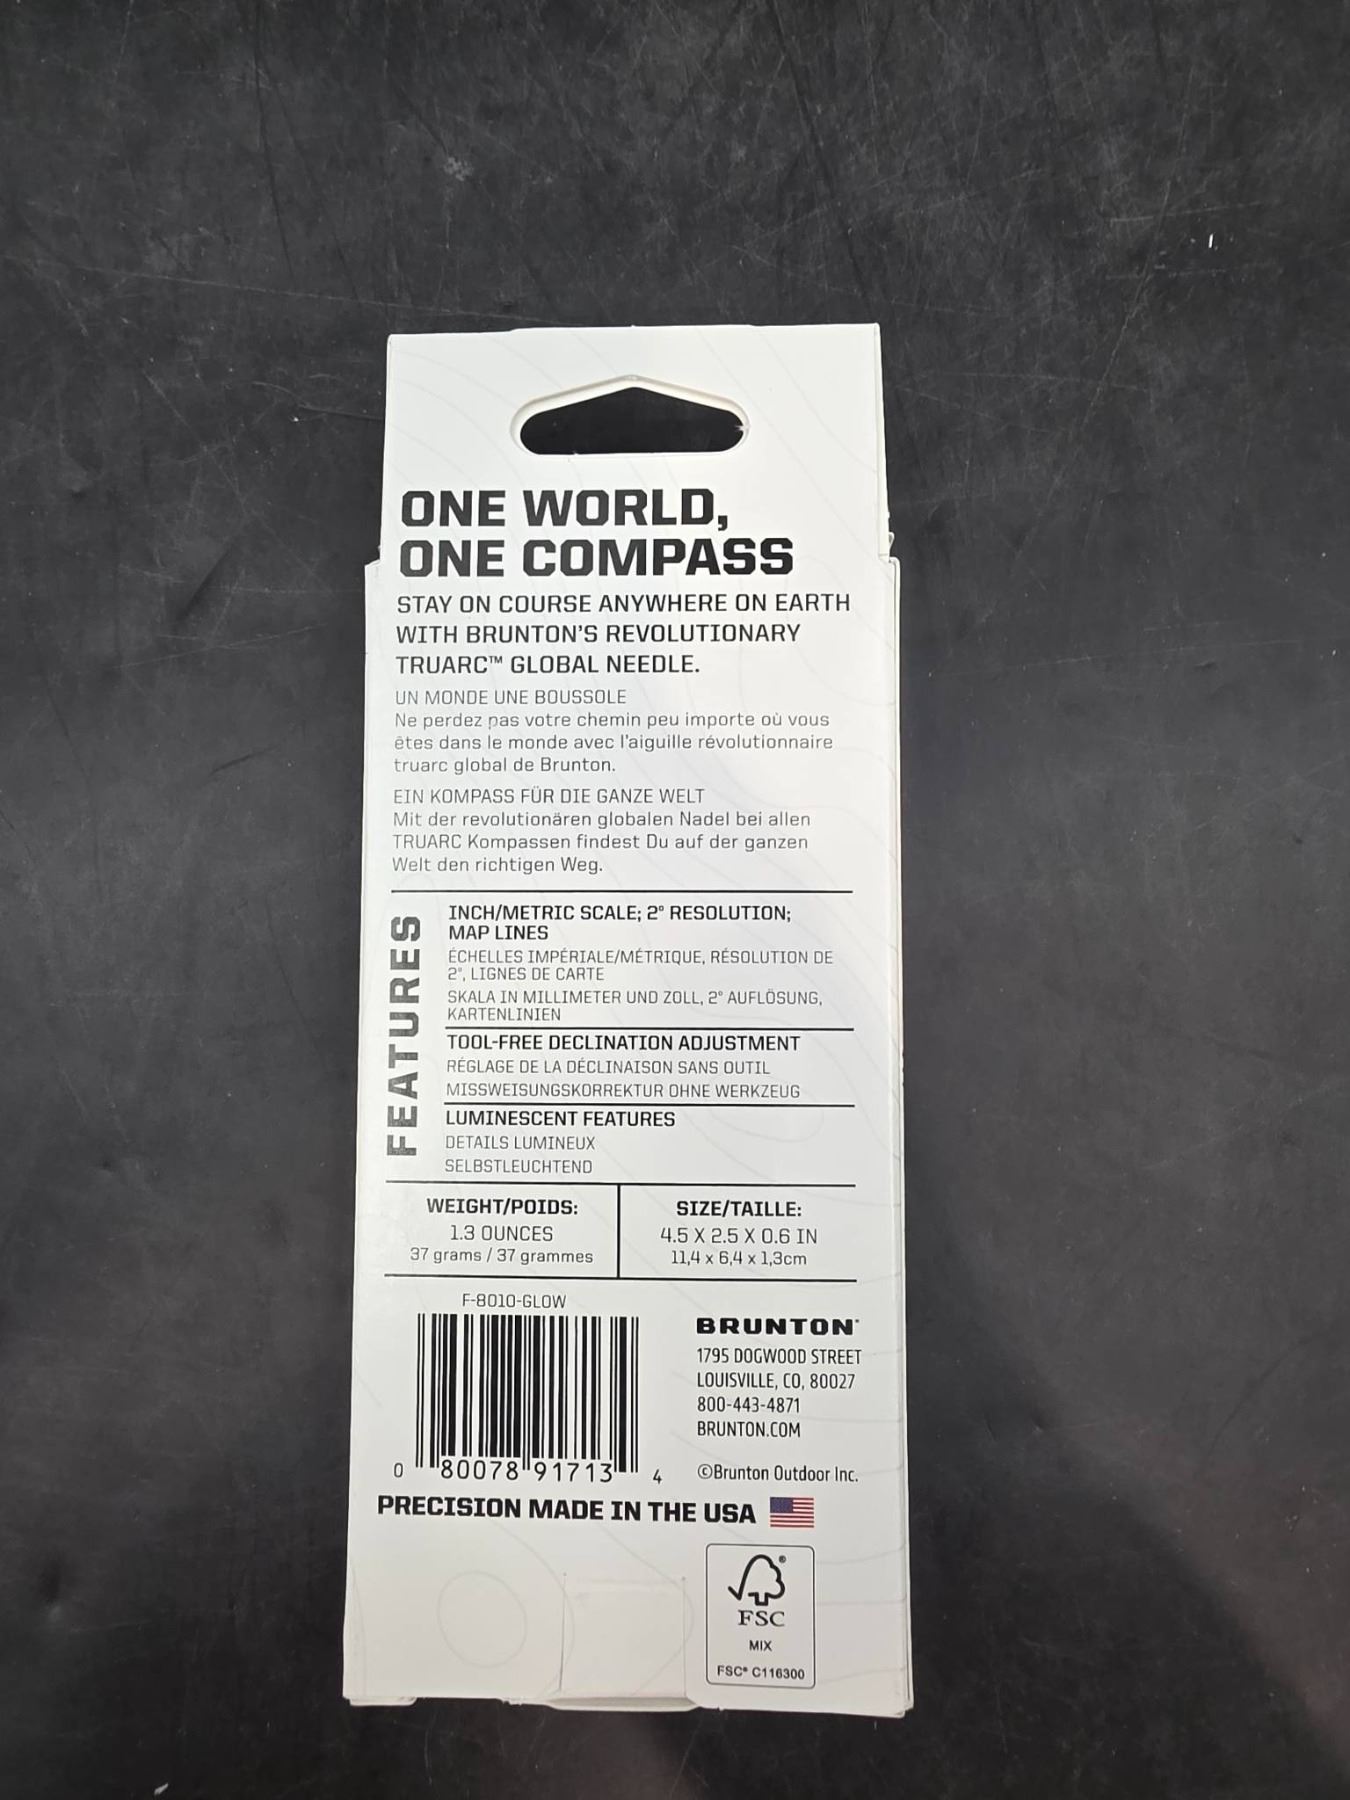 ONE WORLD,
ONE COMPASS
STAY ON COURSE ANYWHERE ON EARTH
WITH BRUNTON'S REVOLUTIONARY
TRUARC™ GLOBAL NEEDLE.
UN MONDE UNE BOUSSOLE
Ne perdez pas votre chemin peu importe où vous
êtes dans le monde avec l'aiguille révolutionnaire
truarc global de Brunton.
EIN KOMPASS FÜR DIE GANZE WELT
Mit der revolutionären globalen Nadel bei allen
TRUARC Kompassen findest Du auf der ganzen
Welt den richtigen Weg.
FEATURES
INCH/METRIC SCALE; 2° RESOLUTION;
MAP LINES
ÉCHELLES IMPÉRIALE/MÉTRIQUE, RÉSOLUTION DE
2°, LIGNES DE CARTE
SKALA IN MILLIMETER UND ZOLL, 2° AUFLÖSUNG,
KARTENLINIEN
TOOL-FREE DECLINATION ADJUSTMENT
RÉGLAGE DE LA DÉCLINAISON SANS OUTIL
MISSWEISUNGSKORREKTUR OHNE WERKZEUG
LUMINESCENT FEATURES
DETAILS LUMINEUX
SELBSTLEUCHTEND
WEIGHT/POIDS:
1.3 OUNCES
37 grams / 37 grammes
SIZE/TAILLE:
4.5 X 2.5 X 0.6 IN
11,4 x 6,4 x 1,3cm
F-8010-GLOW
0 80078 91713 4
BRUNTON®
1795 DOGWOOD STREET
LOUISVILLE, CO, 80027
800-443-4871
BRUNTON.COM
©Brunton Outdoor Inc.
PRECISION MADE IN THE USA
®
FSC
MIX
FSC® C116300